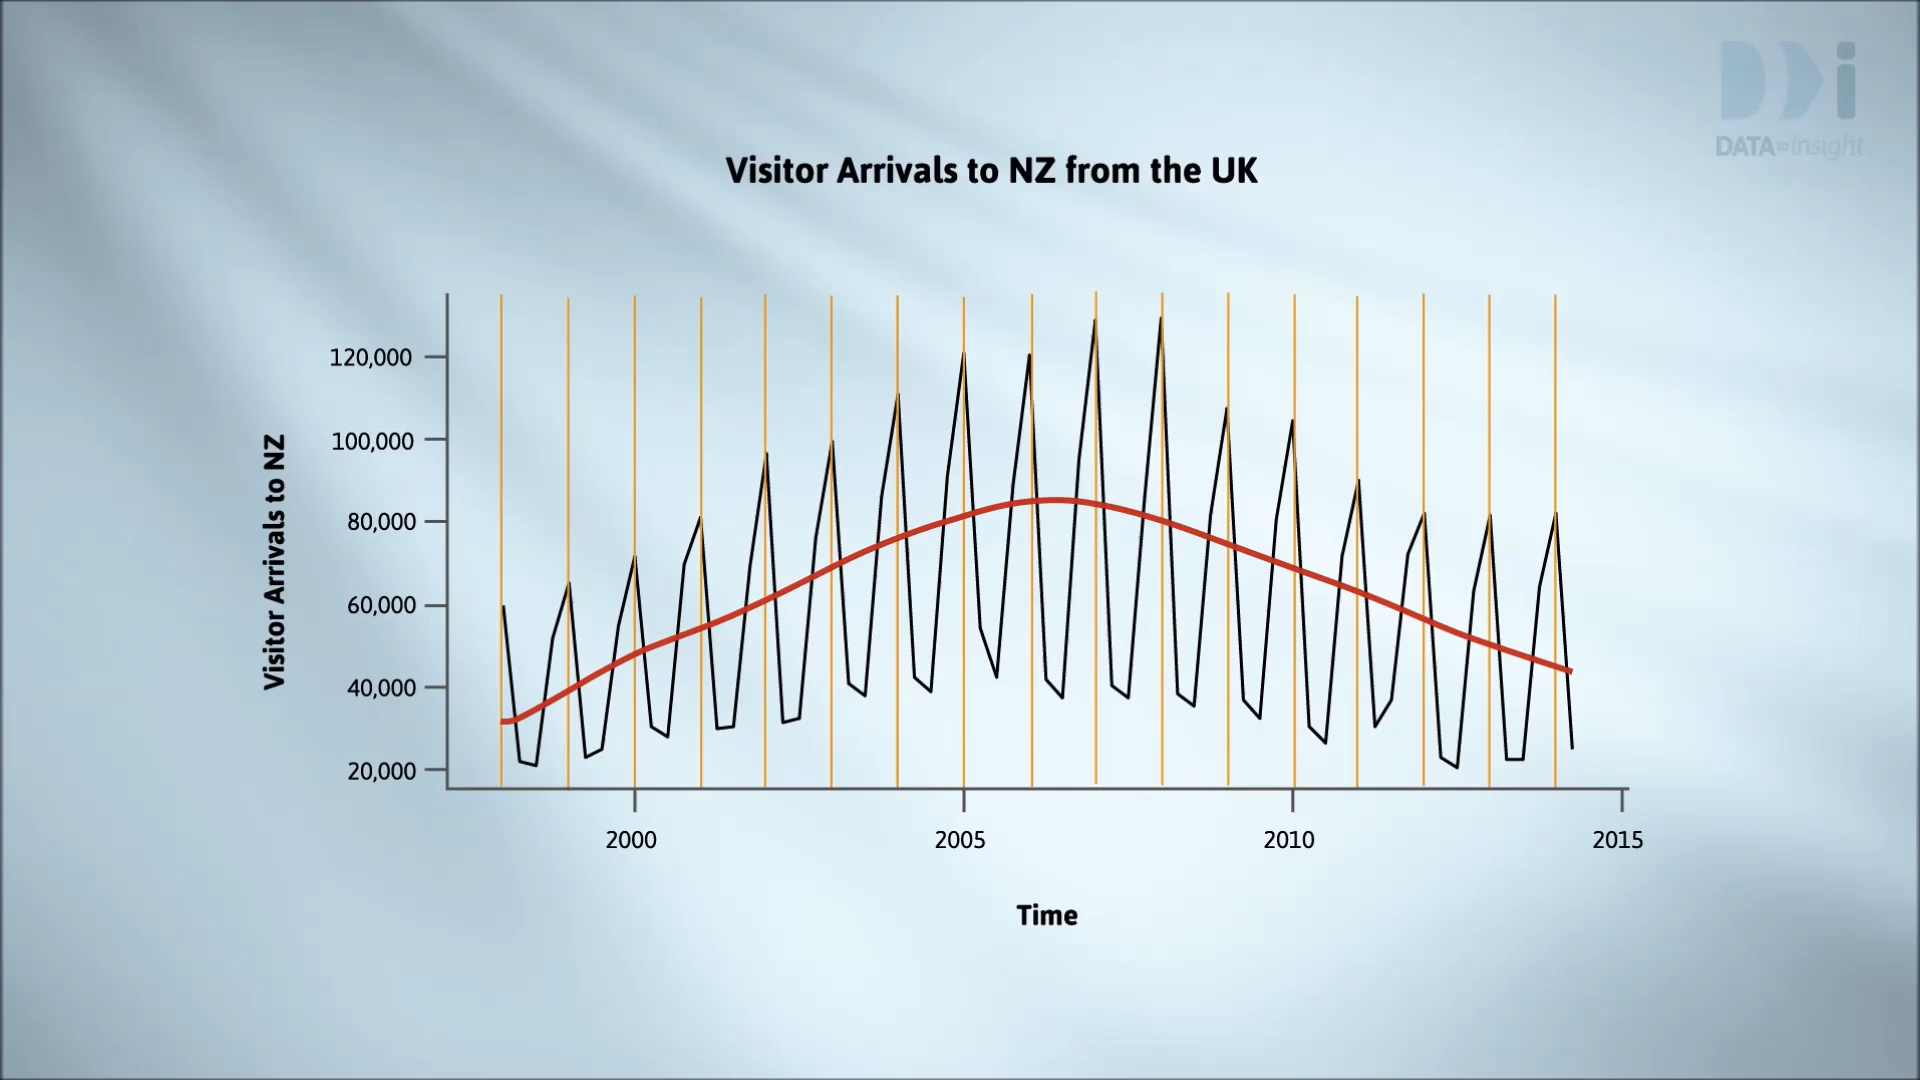 DATA to insight
Visitor Arrivals to NZ from the UK
Visitor Arrivals to NZ
120,000
100,000
80,000
60,000
40,000
20,000
2000
2005
2010
2015
Time